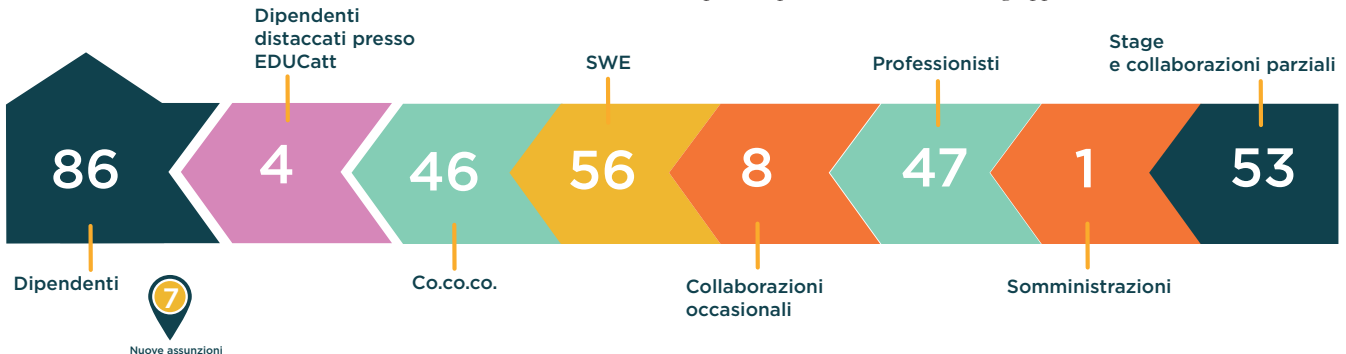 Dipendenti
distaccati presso
EDUCatt
SWE
Professionisti
Stage
e collaborazioni parziali
86
4
46
56
8
47
1
53
Dipendenti
Co.co.co.
Collaborazioni
occasionali
Somministrazioni
7
Nuove assunzioni